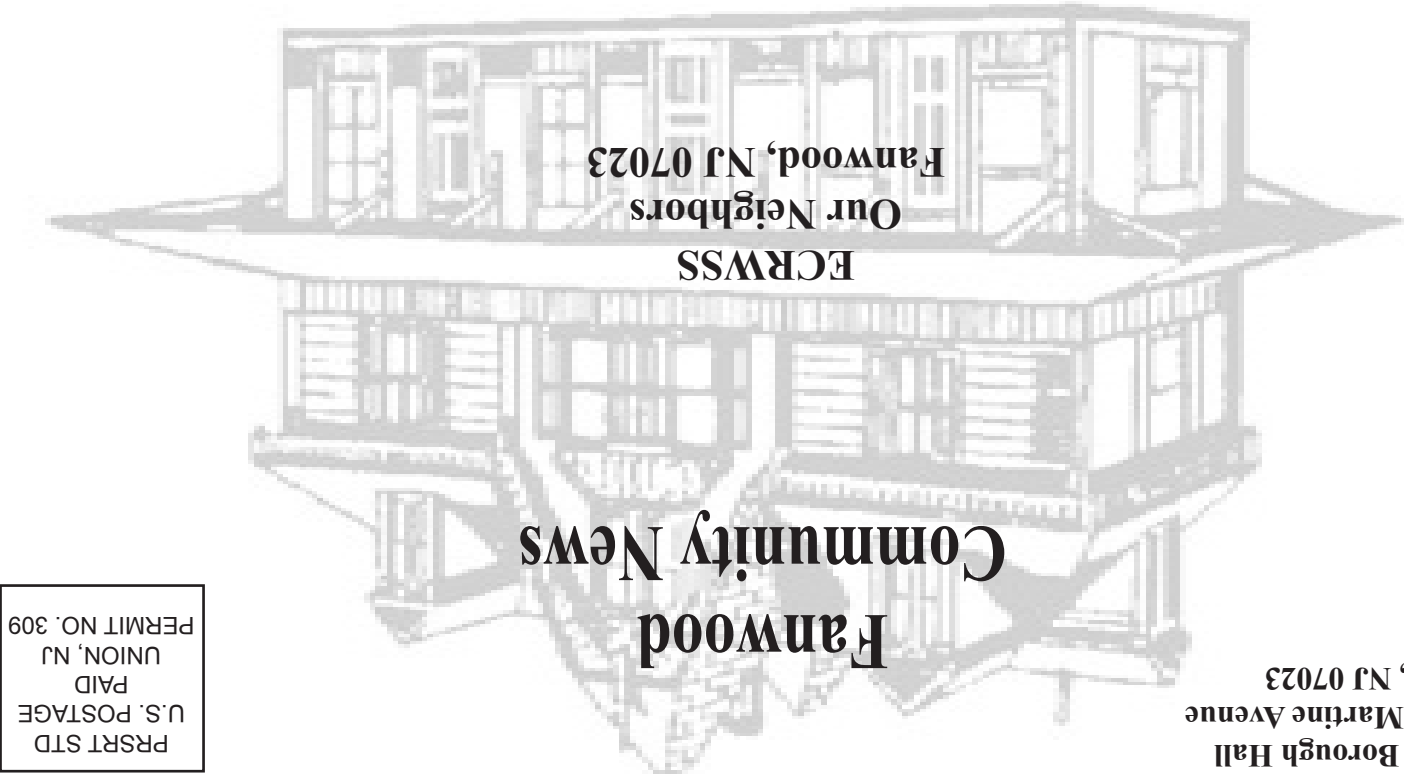 Borough Hall
Martine Avenue
, NJ 07023
PRSRT STD
U.S. POSTAGE
PAID
UNION, NJ
PERMIT NO. 309
Fanwood
Community News
ECRWSS
Our Neighbors
Fanwood, NJ 07023